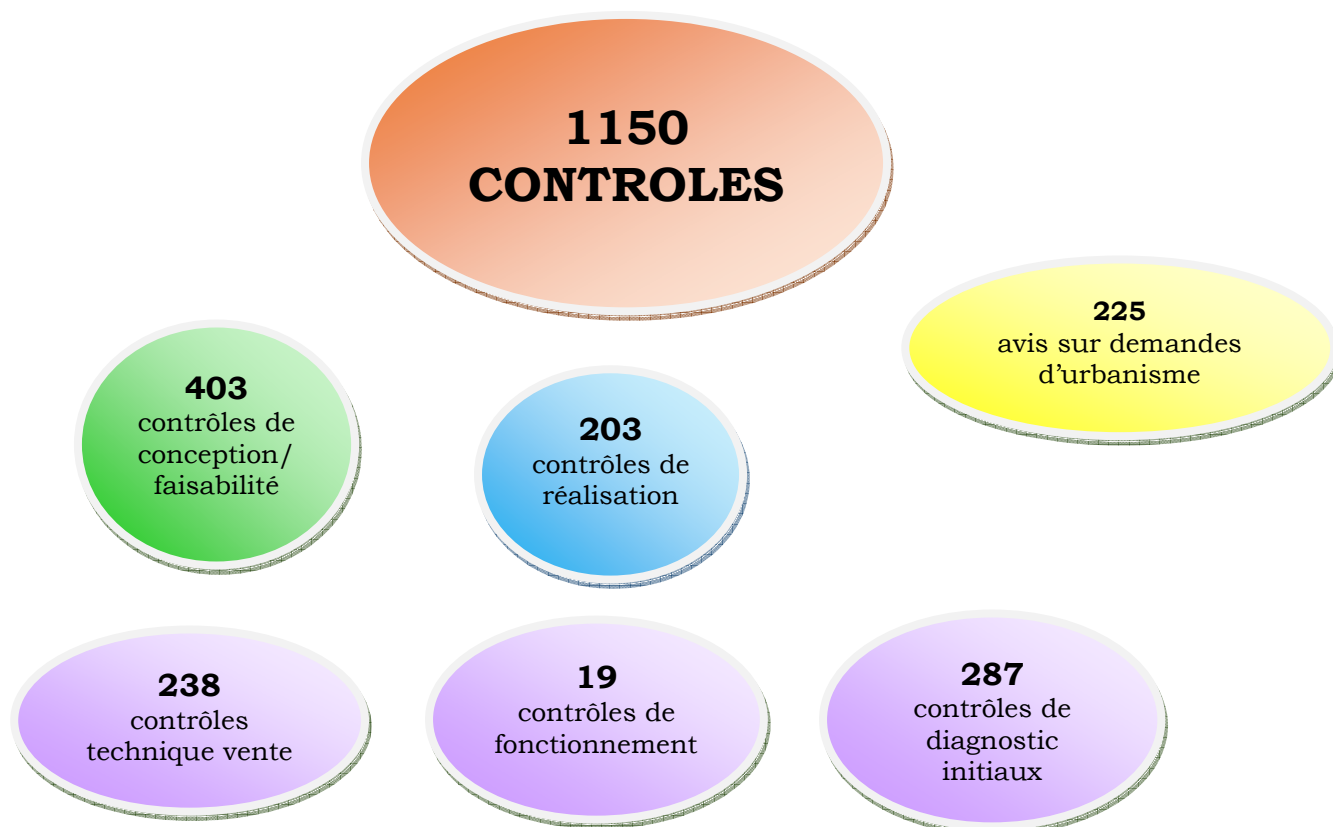 1150
CONTROLES
225
avis sur demandes
d’urbanisme
403
contrôles de
conception/
faisabilité
203
contrôles de
réalisation
238
contrôles
technique vente
19
contrôles de
fonctionnement
287
contrôles de
diagnostic
initiaux